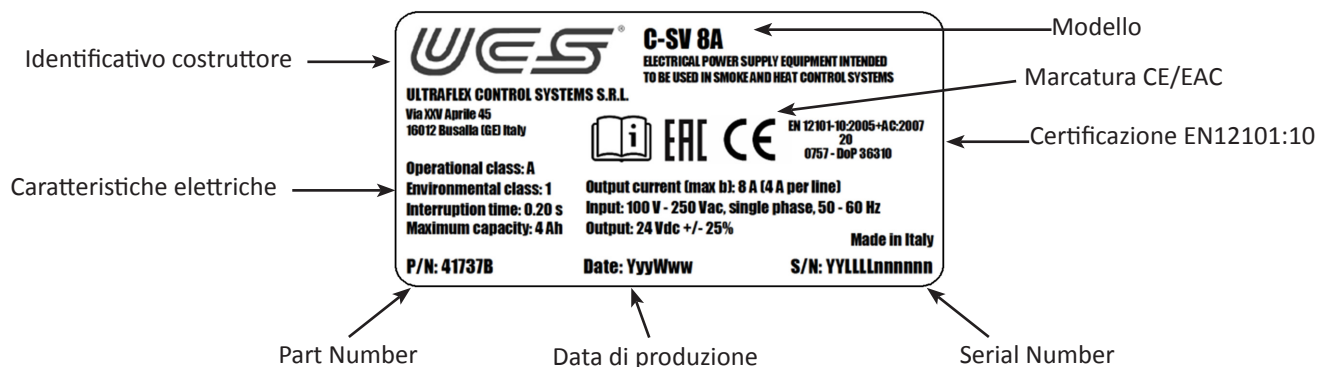 Identificativo costruttore
Caratteristiche elettriche
UCS®
C-SV 8A
ELECTRICAL POWER SUPPLY EQUIPMENT INTENDED
TO BE USED IN SMOKE AND HEAT CONTROL SYSTEMS
ULTRAFLEX CONTROL SYSTEMS S.R.L.
Via XXV Aprile 45
16012 Busalla (GE) Italy
i
EAC CE
EN 12101-10:2005+AC:2007
20
0757 - DoP 36310
Operational class: A
Environmental class: 1
Interruption time: 0.20 s
Maximum capacity: 4 Ah
Output current (max b): 8 A (4 A per line)
Input: 100 V - 250 Vac, single phase, 50 - 60 Hz
Output: 24 Vdc +/- 25%
Made in Italy
P/N: 41737B
Date: YyyWww
S/N: YYLLLLnnnnnn
Modello
Marcatura CE/EAC
Certificazione EN12101:10
Part Number
Data di produzione
Serial Number